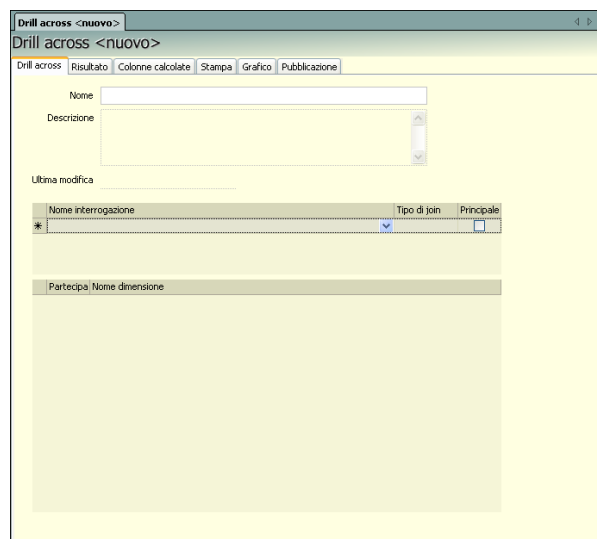 Drill across <nuovo>
Drill across <nuovo>
Drill across Risultato Colonne calcolate Stampa Grafico Pubblicazione
Nome
Descrizione
Ultima modifica
Nome interrogazione Tipo di join Principale
Partecipa Nome dimensione